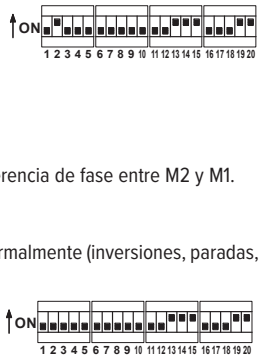 ON
1 2 3 4 5 6 7 8 9 10 11 12 13 14 15 16 17 18 19 20
erencia de fase entre M2 y M1.
rmalmente (inversiones, paradas,
ON
1 2 3 4 5 6 7 8 9 10 11 12 13 14 15 16 17 18 19 20